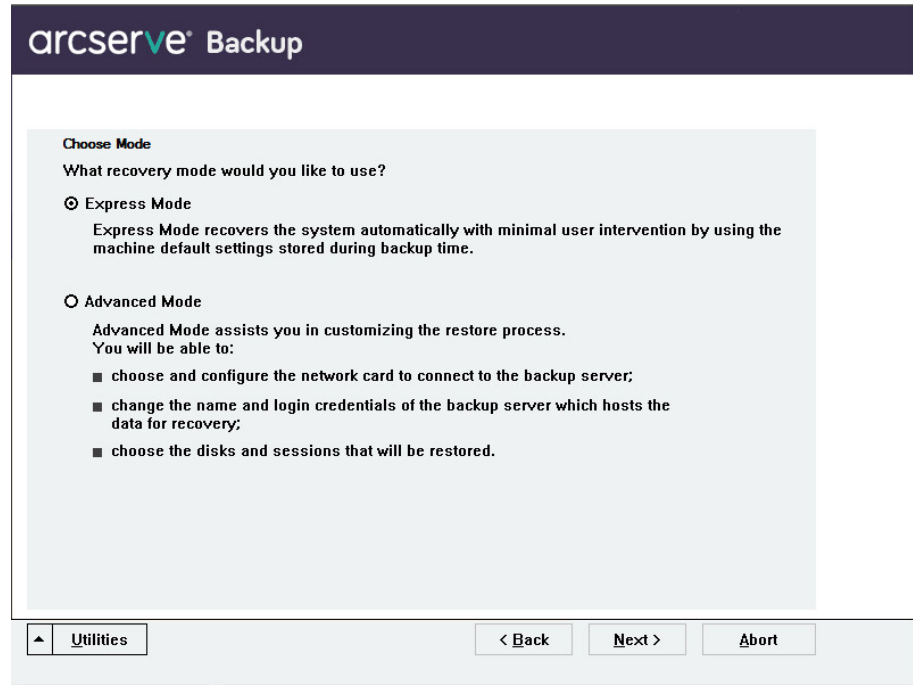 arcserve® Backup
Choose Mode
What recovery mode would you like to use?
Express Mode
Express Mode recovers the system automatically with minimal user intervention by using the
machine default settings stored during backup time.
Advanced Mode
Advanced Mode assists you in customizing the restore process.
You will be able to:
choose and configure the network card to connect to the backup server;
change the name and login credentials of the backup server which hosts the
data for recovery;
choose the disks and sessions that will be restored.
Utilities
< Back
Next >
Abort